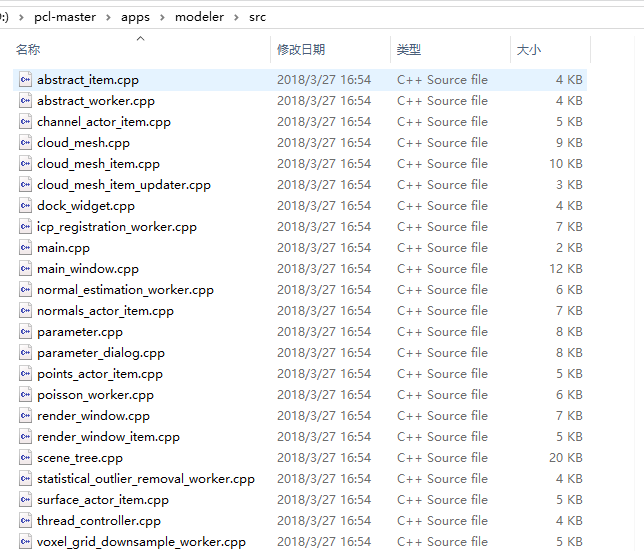 :) > pcl-master > apps > modeler > src
名称 修改日期 类型 大小
abstract_item.cpp 2018/3/27 16:54 C++ Source file 4 KB
abstract_worker.cpp 2018/3/27 16:54 C++ Source file 4 KB
channel_actor_item.cpp 2018/3/27 16:54 C++ Source file 5 KB
cloud_mesh.cpp 2018/3/27 16:54 C++ Source file 9 KB
cloud_mesh_item.cpp 2018/3/27 16:54 C++ Source file 10 KB
cloud_mesh_item_updater.cpp 2018/3/27 16:54 C++ Source file 3 KB
dock_widget.cpp 2018/3/27 16:54 C++ Source file 4 KB
icp_registration_worker.cpp 2018/3/27 16:54 C++ Source file 7 KB
main.cpp 2018/3/27 16:54 C++ Source file 2 KB
main_window.cpp 2018/3/27 16:54 C++ Source file 12 KB
normal_estimation_worker.cpp 2018/3/27 16:54 C++ Source file 6 KB
normals_actor_item.cpp 2018/3/27 16:54 C++ Source file 7 KB
parameter.cpp 2018/3/27 16:54 C++ Source file 8 KB
parameter_dialog.cpp 2018/3/27 16:54 C++ Source file 8 KB
points_actor_item.cpp 2018/3/27 16:54 C++ Source file 5 KB
poisson_worker.cpp 2018/3/27 16:54 C++ Source file 6 KB
render_window.cpp 2018/3/27 16:54 C++ Source file 7 KB
render_window_item.cpp 2018/3/27 16:54 C++ Source file 5 KB
scene_tree.cpp 2018/3/27 16:54 C++ Source file 20 KB
statistical_outlier_removal_worker.cpp 2018/3/27 16:54 C++ Source file 4 KB
surface_actor_item.cpp 2018/3/27 16:54 C++ Source file 5 KB
thread_controller.cpp 2018/3/27 16:54 C++ Source file 4 KB
voxel_grid_downsample_worker.cpp 2018/3/27 16:54 C++ Source file 5 KB